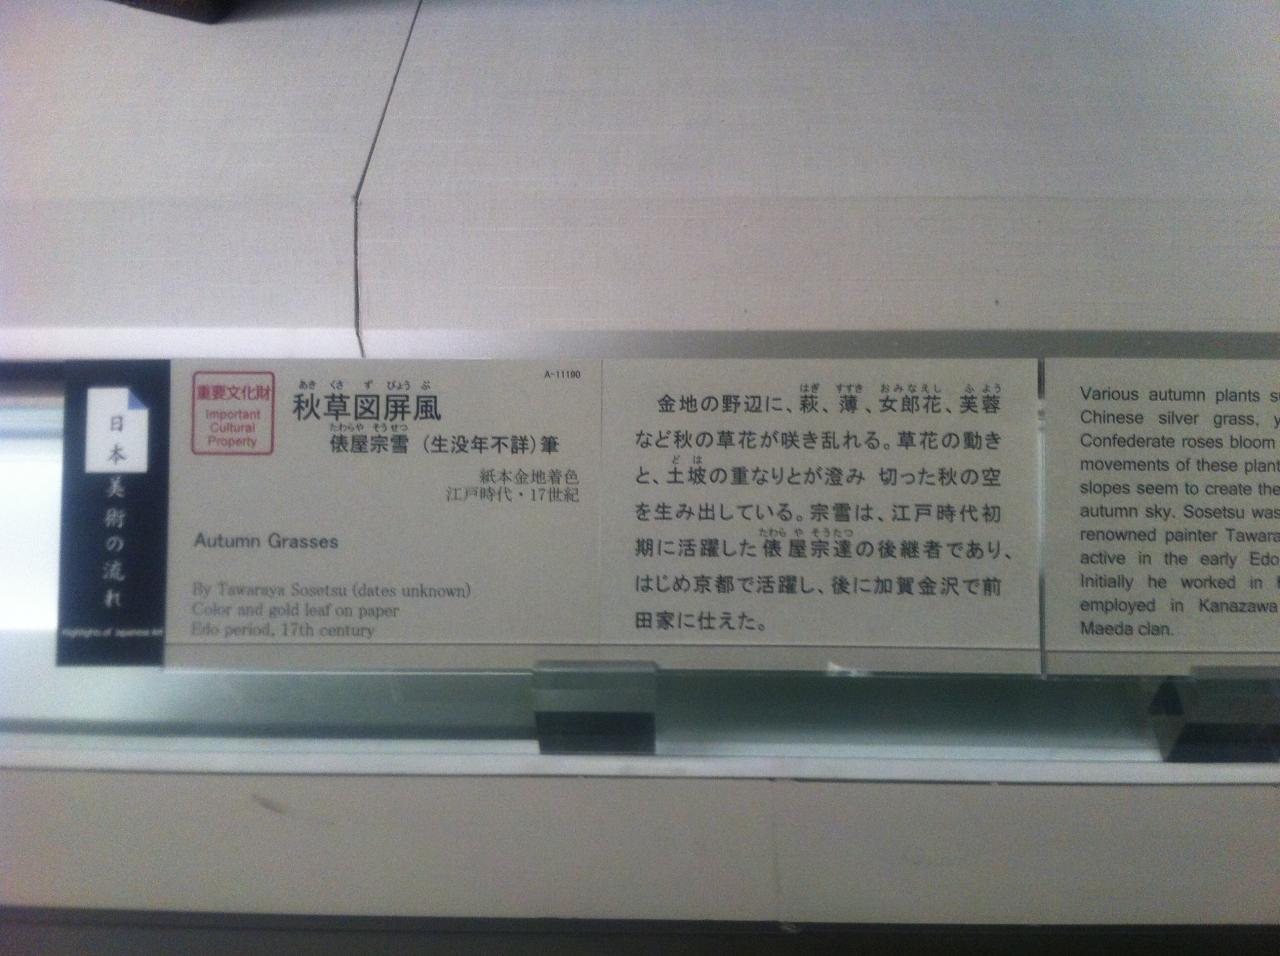 日本美術の流れ
Highlights of Japanese Art
重要文化財
Important
Cultural
Property
あき くさ ず びょう ぶ
秋草図屏風
たわらや そうせつ
俵屋宗雪（生没年不詳）筆
A-11190
紙本金地着色
江戸時代・17世紀
Autumn Grasses
By Tawaraya Sosetsu (dates unknown)
Color and gold leaf on paper
Edo period, 17th century
はぎ すすき おみなえし ふ よう
金地の野辺に、萩、薄、女郎花、芙蓉
など秋の草花が咲き乱れる。草花の動き
ど は
と、土坡の重なりとが澄み 切った秋の空
を生み出している。宗雪は、江戸時代初
たわら や そうたつ
期に活躍した俵屋宗達の後継者であり、
はじめ京都で活躍し、後に加賀金沢で前
田家に仕えた。
Various autumn plants
Chinese silver grass,
Confederate roses bloom
movements of these plant
slopes seem to create the
autumn sky. Sosetsu was
renowned painter
active in the early Edo
Initially he worked in
employed in Kanazawa
Maeda clan.